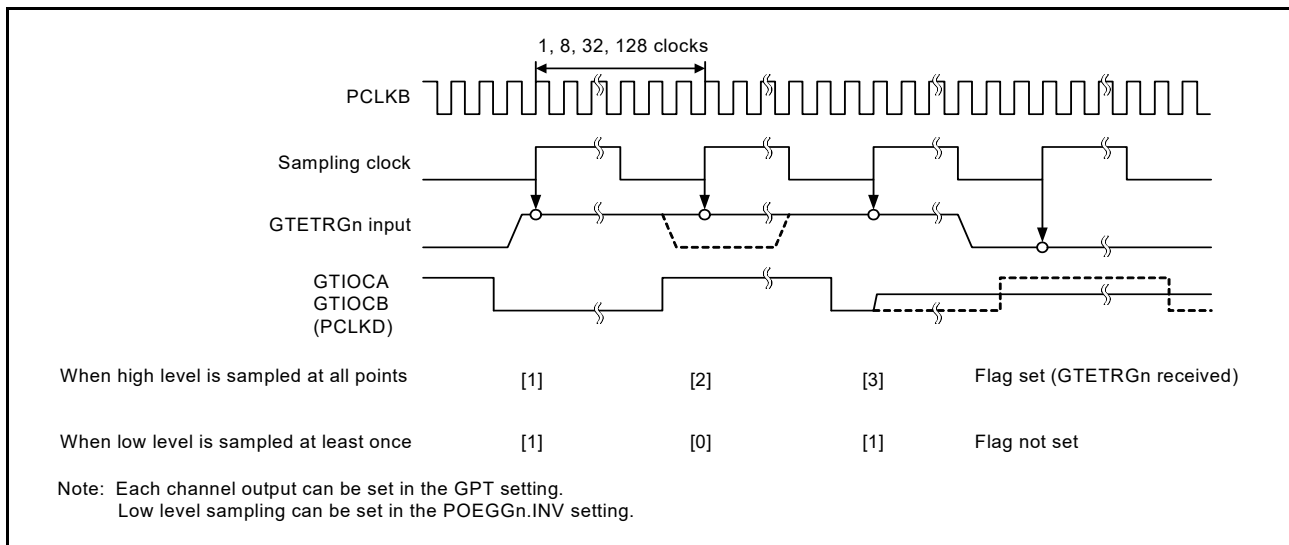 1, 8, 32, 128 clocks
PCLKB
Sampling clock
GTETRGn input
GTIOCA
GTIOCB
(PCLKD)
When high level is sampled at all points [1] [2] [3] Flag set (GTETRGn received)
When low level is sampled at least once [1] [0] [1] Flag not set
Note: Each channel output can be set in the GPT setting.
Low level sampling can be set in the POEGGn.INV setting.